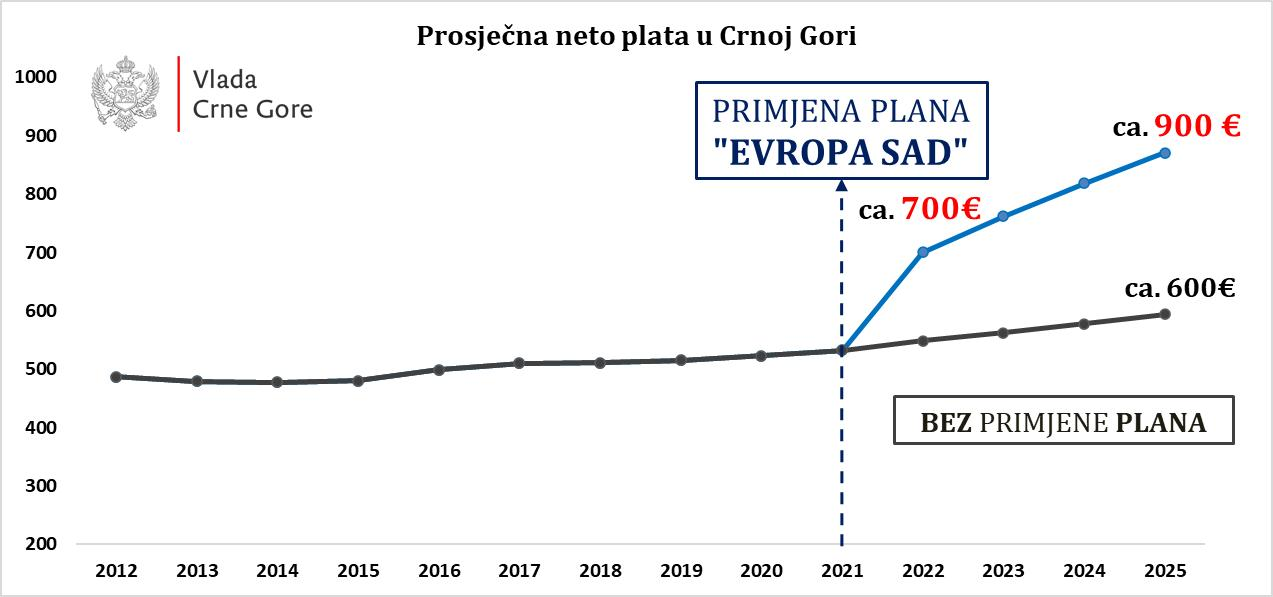 Prosječna neto plata u Crnoj Gori
Vlada
Crne Gore
PRIMJENA PLANA
"EVROPA SAD"
ca. 900 €
ca. 700€
ca. 600€
BEZ PRIMJENE PLANA
1000
900
800
700
600
500
400
300
200
2012 2013 2014 2015 2016 2017 2018 2019 2020 2021 2022 2023 2024 2025